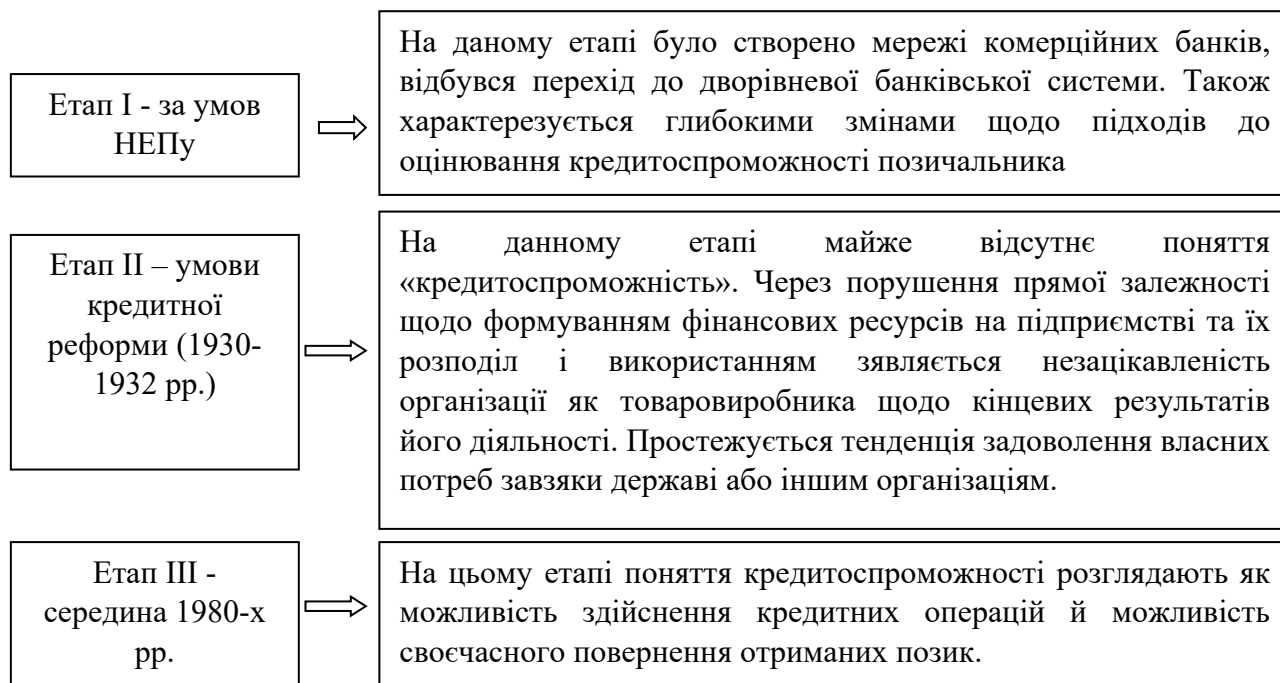 Етап І - за умов
НЕПу
На даному етапі було створено мережі комерційних банків,
відбувся перехід до дворівневої банківської системи. Також
характерезується глибокими змінами щодо підходів до
оцінювання кредитоспроможності позичальника
Етап ІІ – умови
кредитної
реформи (1930-
1932 рр.)
На данному етапі майже відсутнє поняття
«кредитоспроможність». Через порушення прямої залежності
щодо формуванням фінансових ресурсів на підприємстві та їх
розподіл і використанням зявляється незацікавленість
організації як товаровиробника щодо кінцевих результатів
його діяльності. Простежується тенденція задоволення власних
потреб завзяки державі або іншим організаціям.
Етап ІІІ -
середина 1980-х
рр.
На цьому етапі поняття кредитоспроможності розглядають як
можливість здійснення кредитних операцій й можливість
своєчасного повернення отриманих позик.